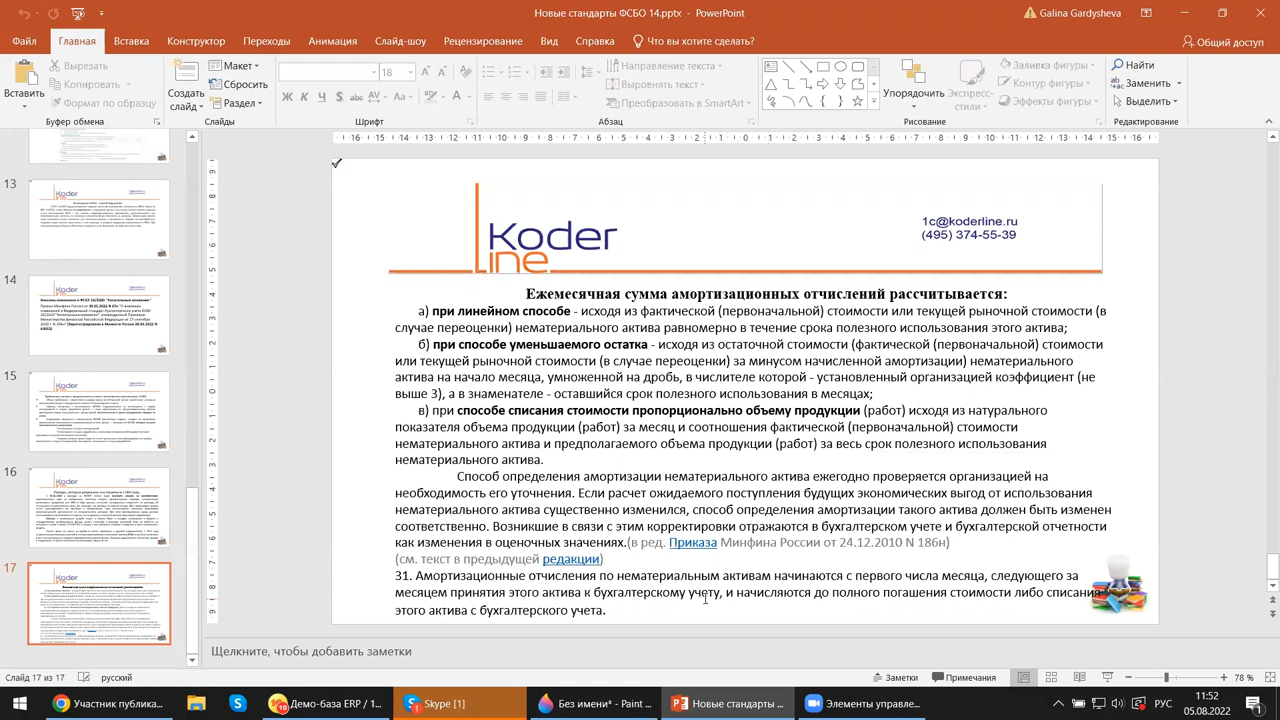 Новые стандарты ФСБО 14.pptx - PowerPoint
Galina Gardysheva
Файл Главная Вставка Конструктор Переходы Анимация Слайд-шоу Рецензирование Вид Справка Что вы хотите сделать? Общий доступ
Вставить
Вырезать
Копировать
Формат по образцу
Буфер обмена
Создать слайд
Макет
Сбросить
Раздел
Слайды
18
Ж К Ч S abc AV Aa A
Шрифт
Направление текста
Выровнять текст
Преобразовать в SmartArt
Абзац
Упорядочить
Экспресс-стили
Заливка фигуры
Контур фигуры
Эффекты фигуры
Рисование
Найти
Заменить
Выделить
Редактирование
13
14
15
16
17
Koder
line
1c@koderline.ru
(495) 374-55-39
Ежемесячная сумма амортизационных отчислений рассчитывается:
а) при линейном способе - исходя из фактической (первоначальной) стоимости или текущей рыночной стоимости (в
случае переоценки) нематериального актива равномерно в течение срока полезного использования этого актива;
б) при способе уменьшаемого остатка - исходя из остаточной стоимости (фактической (первоначальной) стоимости
или текущей рыночной стоимости (в случае переоценки) за минусом начисленной амортизации) нематериального
актива на начало месяца, умноженной на дробь, в числителе которой - установленный организацией коэффициент (не
выше 3), а в знаменателе - оставшийся срок полезного использования в месяцах;
в) при способе списания стоимости пропорционально объему продукции (работ) исходя из натурального
показателя объема продукции (работ) за месяц и соотношения фактической (первоначальной) стоимости
нематериального актива и предполагаемого объема продукции (работ) за весь срок полезного использования
нематериального актива.
Способ определения амортизации нематериального актива ежегодно проверяется организацией на
необходимость его уточнения. Если расчет ожидаемого поступления будущих экономических выгод от использования
нематериального актива существенно изменился, способ определения амортизации такого актива должен быть изменен
соответственно. Возникшие в связи с этим корректировки отражаются в бухгалтерском учете и бухгалтерской отчетности
как изменения в оценочных значениях.(в ред. Приказа Минфина России от 24.12.2010 N 186н)
(см. текст в предыдущей редакции)
31. Амортизационные отчисления по нематериальным активам начинаются с первого числа месяца, следующего за
месяцем принятия этого актива к бухгалтерскому учету, и начисляются до полного погашения стоимости либо списания
этого актива с бухгалтерского учета.
Щелкните, чтобы добавить заметки
Слайд 17 из 17 русский Заметки Примечания 78 %
Участник публика... Демо-база ERP / 1... Skype [1] Без имени* - Paint ... Новые стандарты ... Элементы управле... РУС
11:52
05.08.2022